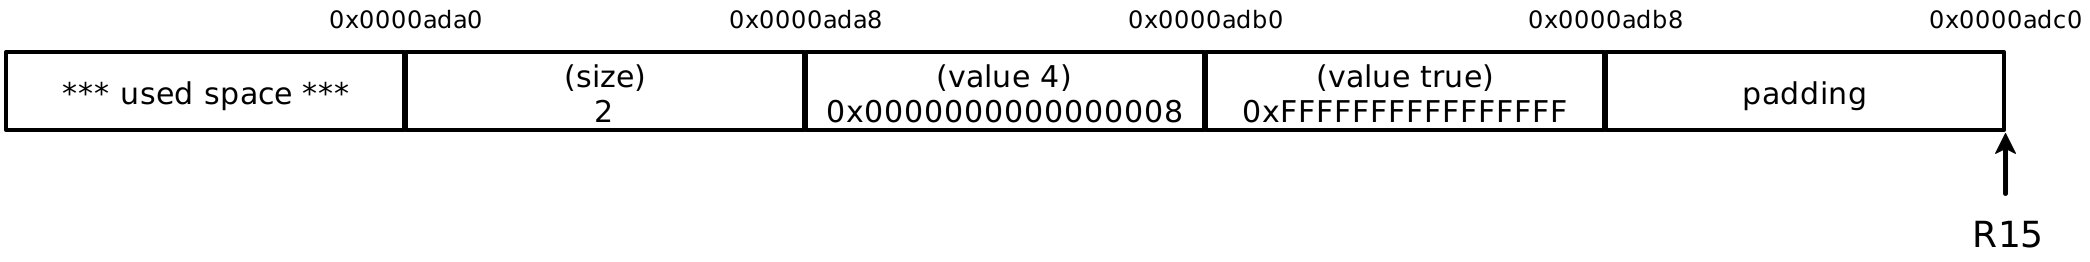 0x0000ada0 0x0000ada8 0x0000adb0 0x0000adb8 0x0000adc0
*** used space ***
(size)
2
(value 4)
0x0000000000000008
(value true)
0xFFFFFFFFFFFFFFFF
padding
R15